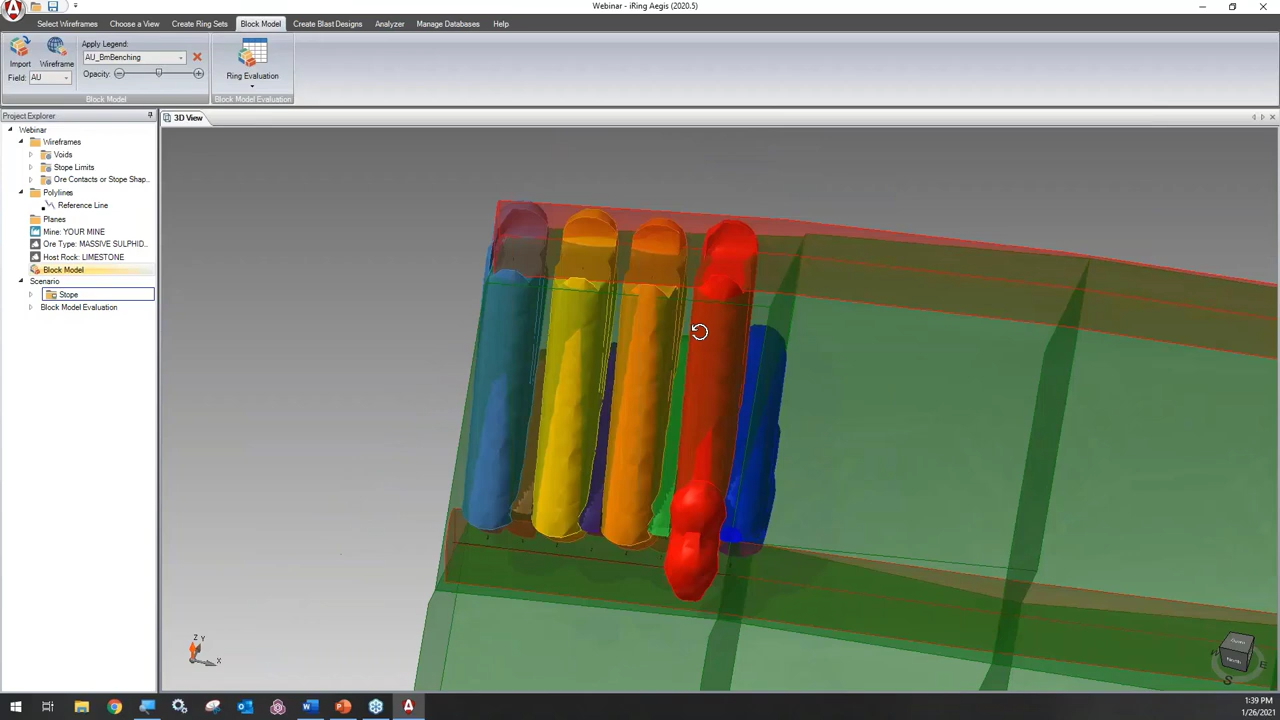 Webinar - iRing Aegis (2020.5)
Select Wireframes Choose a View Create Ring Sets Block Model Create Blast Designs Analyzer Manage Databases Help
Import
Wireframe
Field: AU
Apply Legend:
AU_BmBenching
Opacity:
Ring Evaluation
Block Model
Block Model Evaluation
Project Explorer
3D View
Webinar
Wireframes
Voids
Stope Limits
Ore Contacts or Stope Shap...
Polylines
Reference Line
Planes
Mine: YOUR MINE
Ore Type: MASSIVE SULPHID...
Host Rock: LIMESTONE
Block Model
Scenario
Stope
Block Model Evaluation
Z Y
X
E
S
1:39 PM
1/26/2021